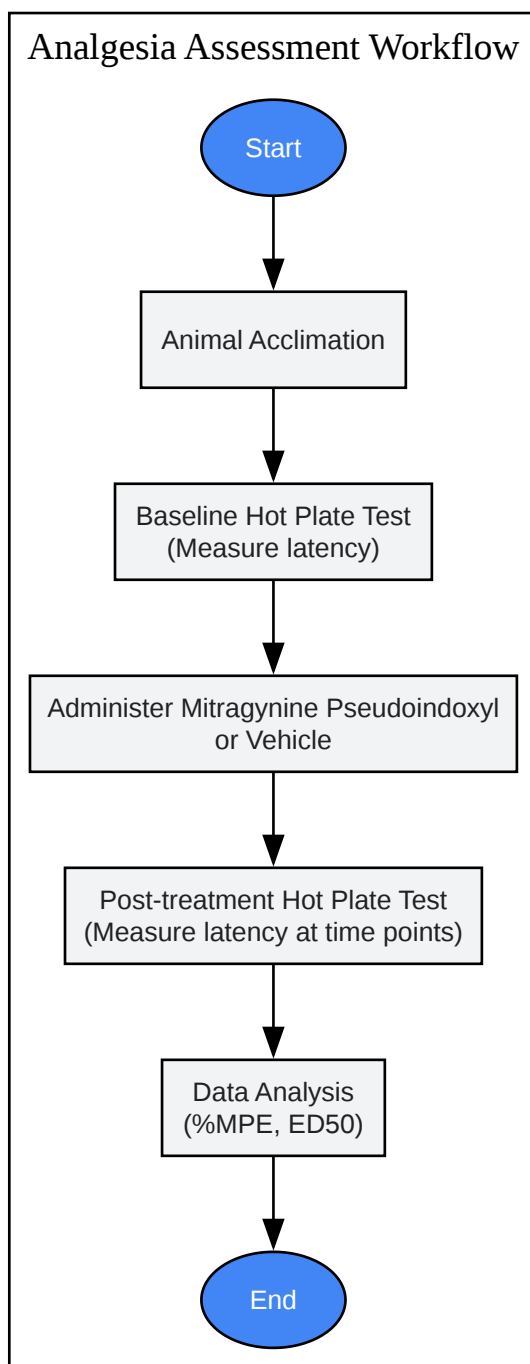 Analgesia Assessment Workflow
Start
Animal Acclimation
Baseline Hot Plate Test
(Measure latency)
Administer Mitragynine Pseudoindoxyl
or Vehicle
Post-treatment Hot Plate Test
(Measure latency at time points)
Data Analysis
(%MPE, ED50)
End